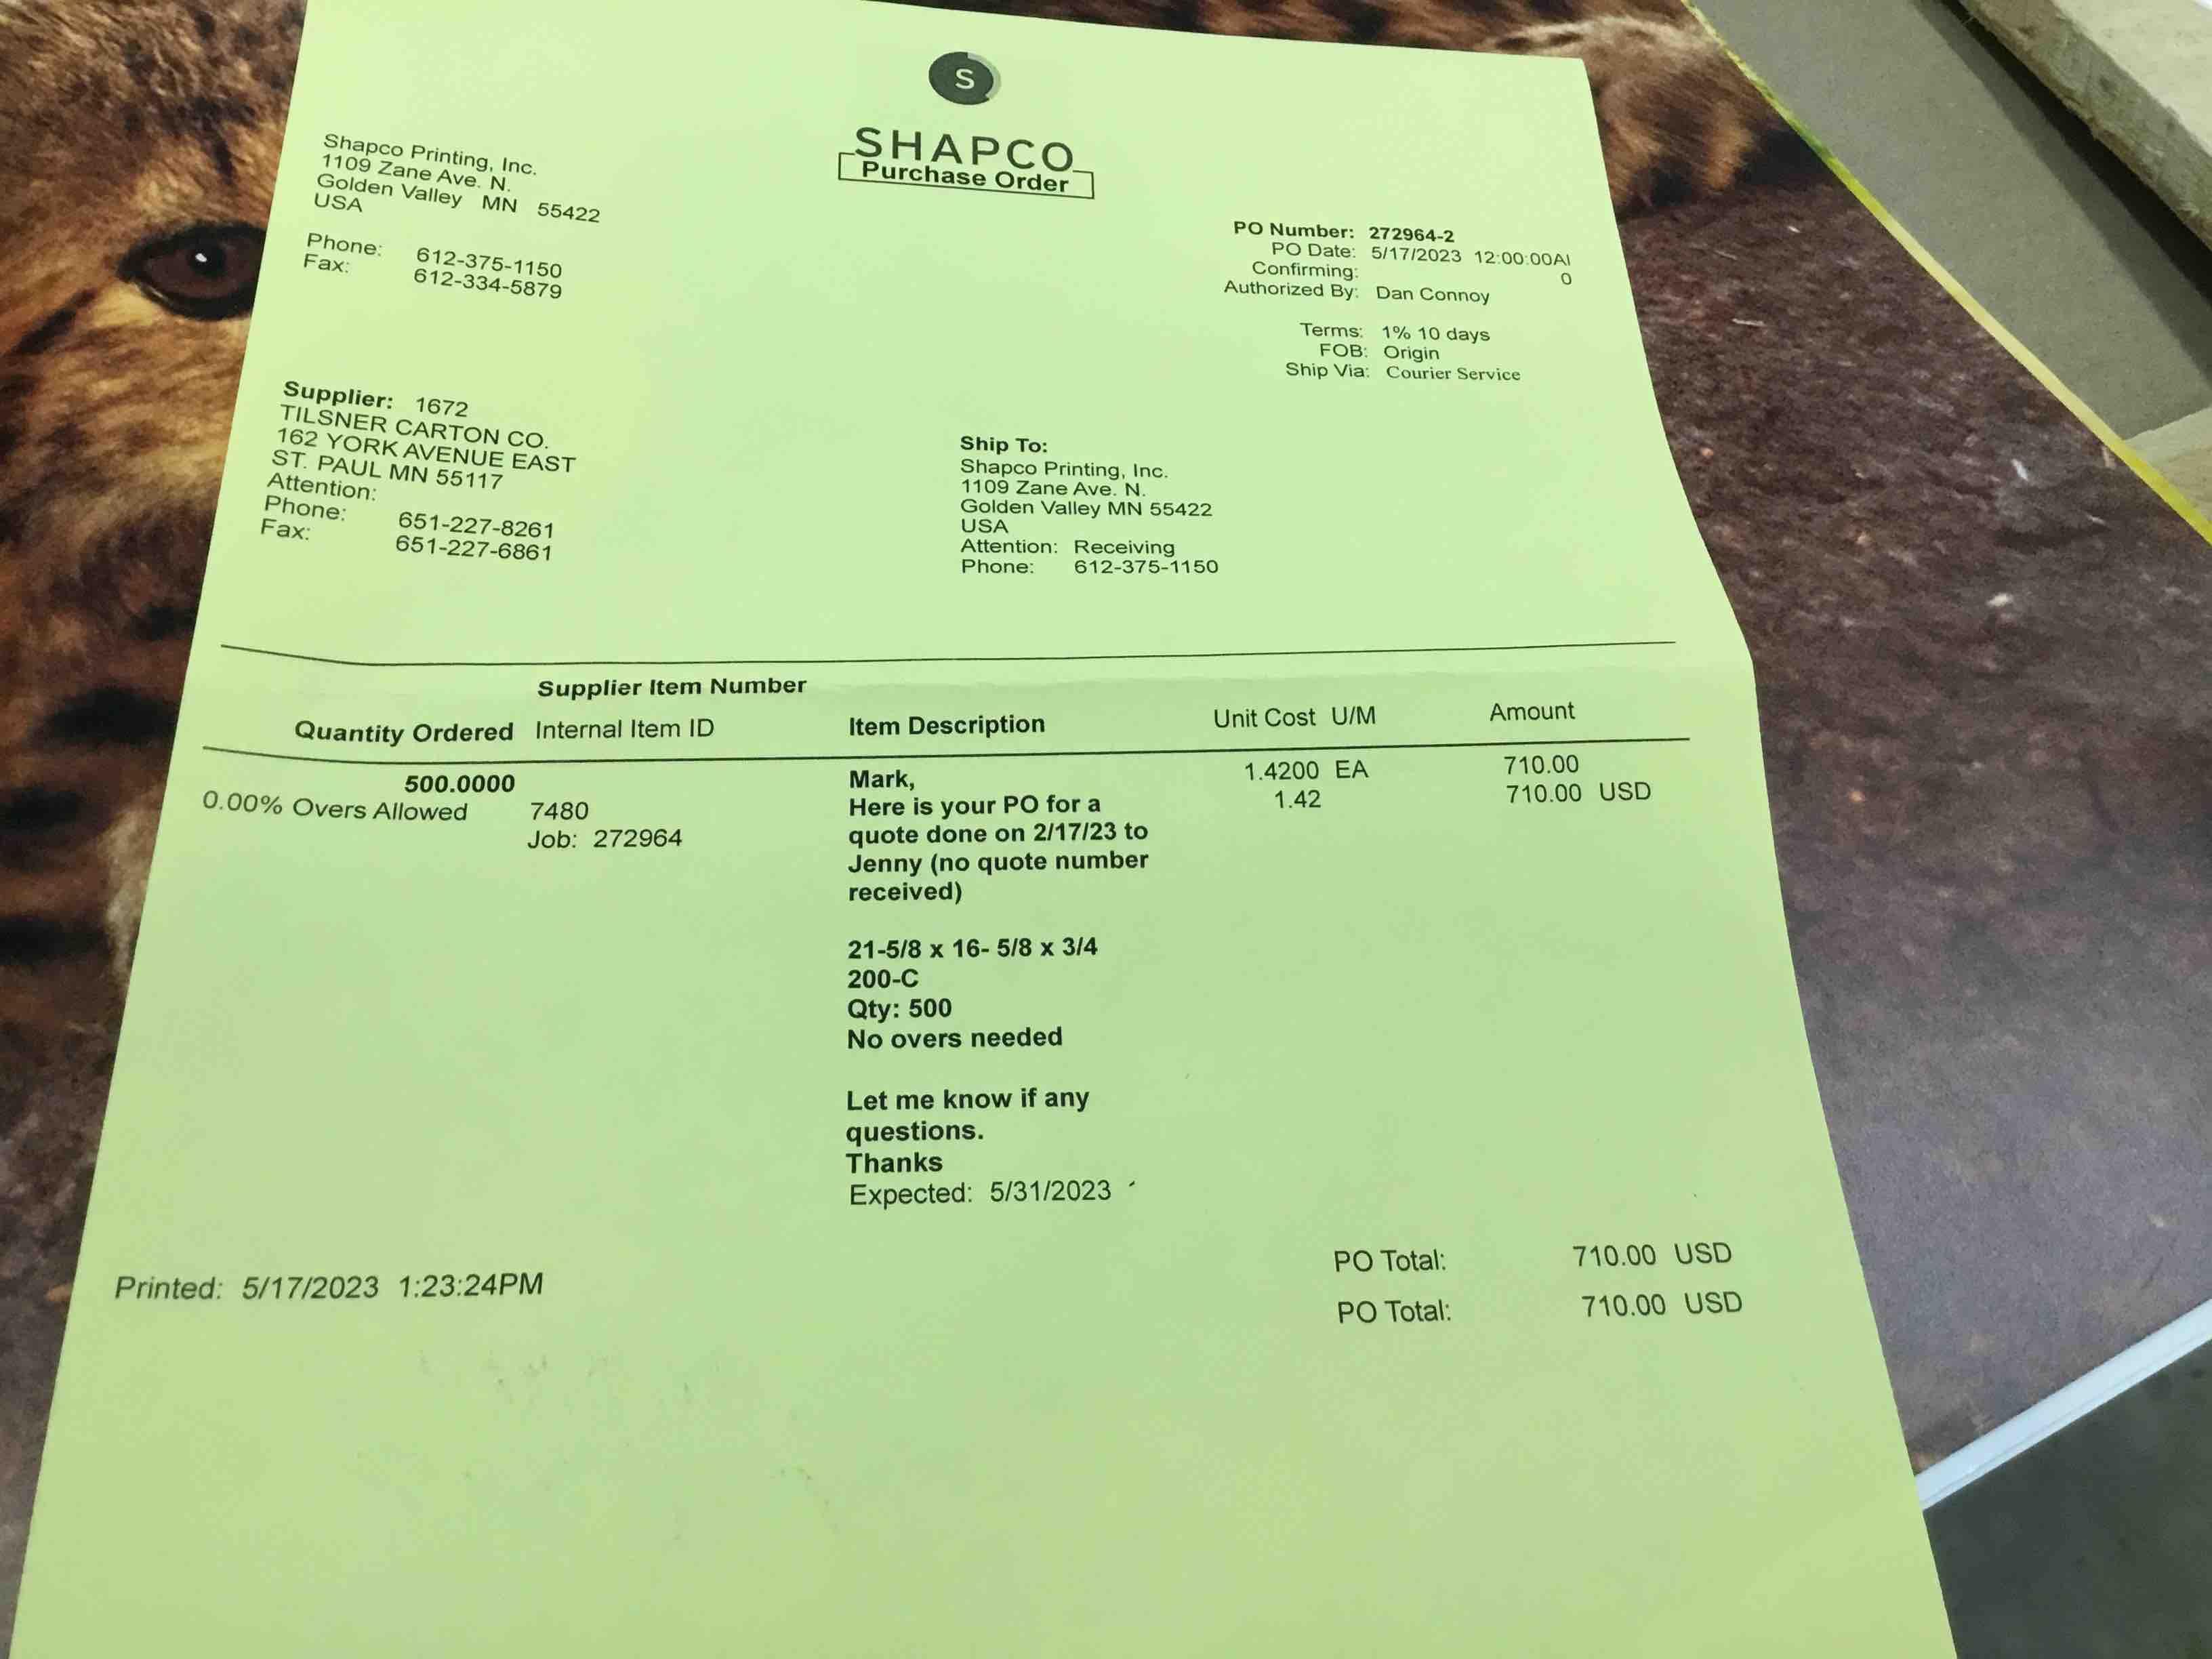 S
SHAPCO
Purchase Order
Shapco Printing, Inc.
1109 Zane Ave. N.
Golden Valley MN 55422
USA
Phone: 612-375-1150
Fax: 612-334-5879
PO Number: 272964-2
PO Date: 5/17/2023 12:00:00AI
Confirming: 0
Authorized By: Dan Connoy
Terms: 1% 10 days
FOB: Origin
Ship Via: Courier Service
Supplier: 1672
TILSNER CARTON CO.
162 YORK AVENUE EAST
ST. PAUL MN 55117
Attention:
Phone: 651-227-8261
Fax: 651-227-6861
Ship To:
Shapco Printing, Inc.
1109 Zane Ave. N.
Golden Valley MN 55422
USA
Attention: Receiving
Phone: 612-375-1150
Supplier Item Number
Quantity Ordered Internal Item ID Item Description Unit Cost U/M Amount
500.0000 Mark, 1.4200 EA 710.00
0.00% Overs Allowed 7480 Here is your PO for a 1.42 710.00 USD
Job: 272964 quote done on 2/17/23 to
Jenny (no quote number
received)
21-5/8 x 16- 5/8 x 3/4
200-C
Qty: 500
No overs needed
Let me know if any
questions.
Thanks
Expected: 5/31/2023
PO Total: 710.00 USD
Printed: 5/17/2023 1:23:24PM
PO Total: 710.00 USD